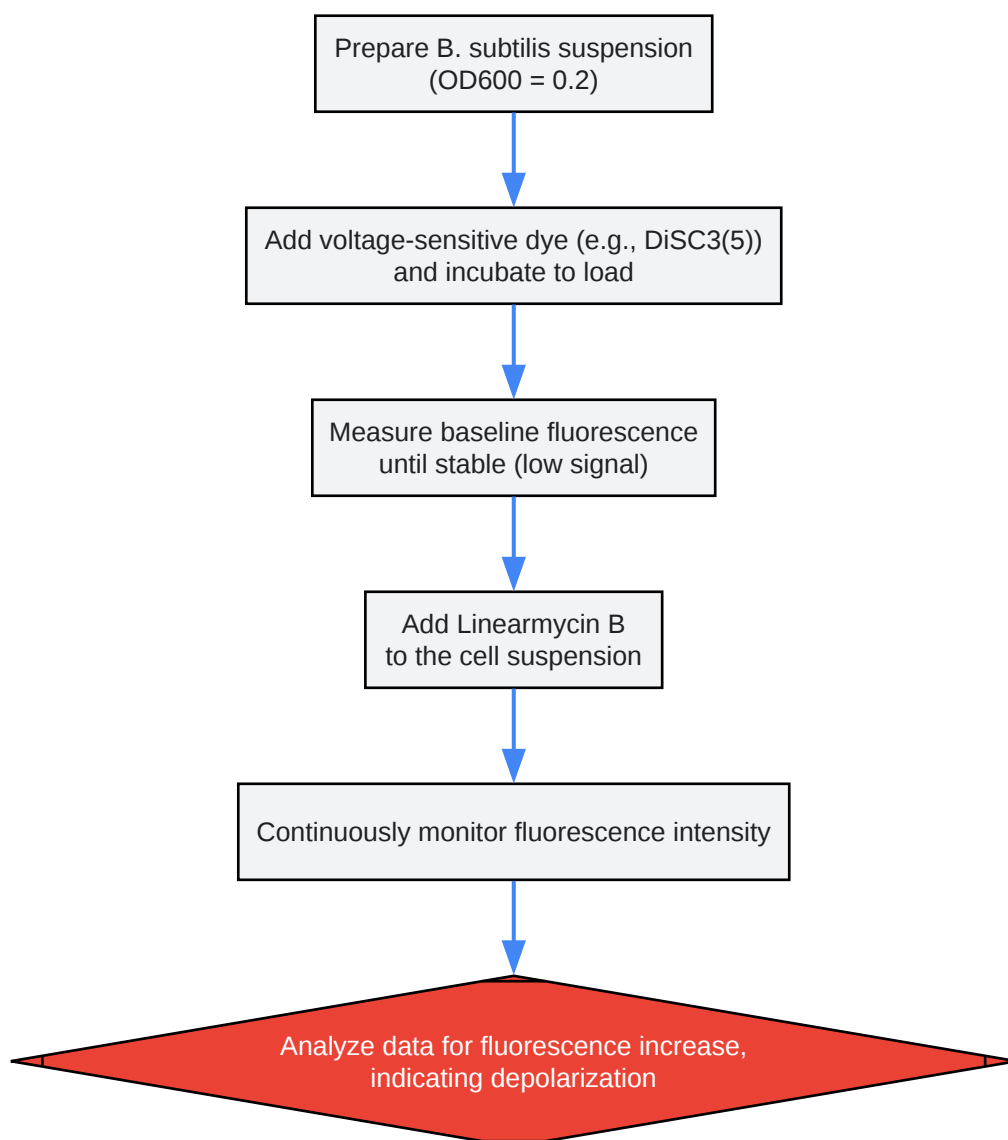 Prepare B. subtilis suspension
(OD600 = 0.2)
Add voltage-sensitive dye (e.g., DiSC3(5))
and incubate to load
Measure baseline fluorescence
until stable (low signal)
Add Linearmycin B
to the cell suspension
Continuously monitor fluorescence intensity
Analyze data for fluorescence increase,
indicating depolarization